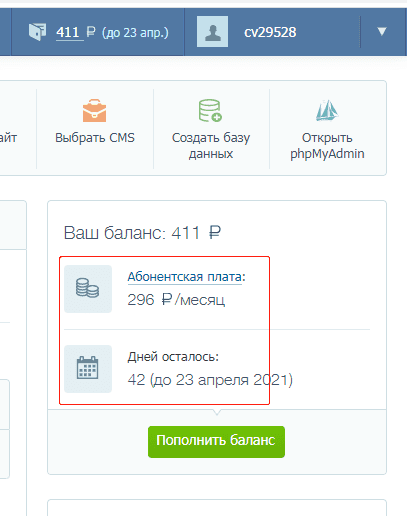 411 ₽ (до 23 апр.)
cv29528
айт
Выбрать CMS
Создать базу
данных
Открыть
phpMyAdmin
Ваш баланс: 411 ₽
Абонентская плата:
296 ₽/месяц
Дней осталось:
42 (до 23 апреля 2021)
Пополнить баланс